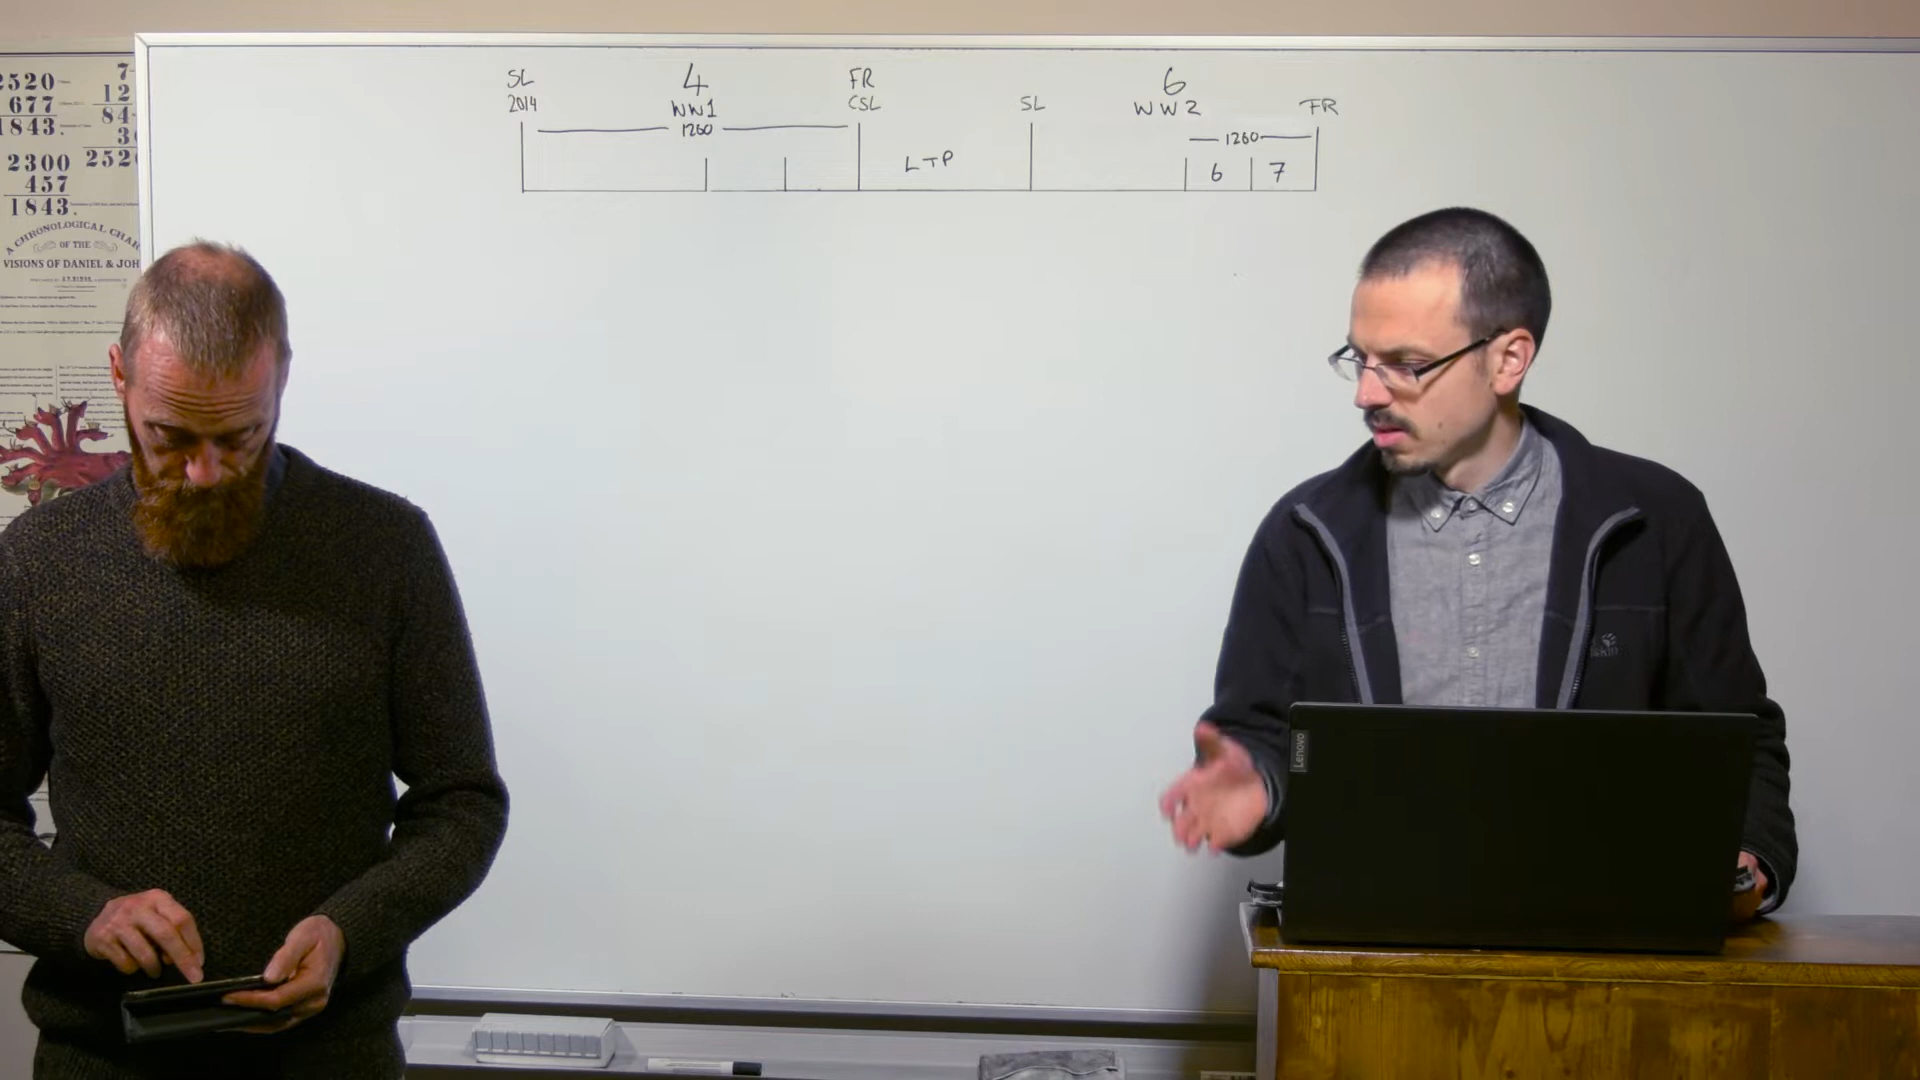 2520
677
1843.
7
12
84
3
252
2300
457
1843.
A CHRONOLOGICAL CHAR
OF THE
VISIONS OF DANIEL & JOH
SL 4 FR 6
2014 WW1 CSL SL WW2 FR
1260 1260
LTP 6 7
Lenovo